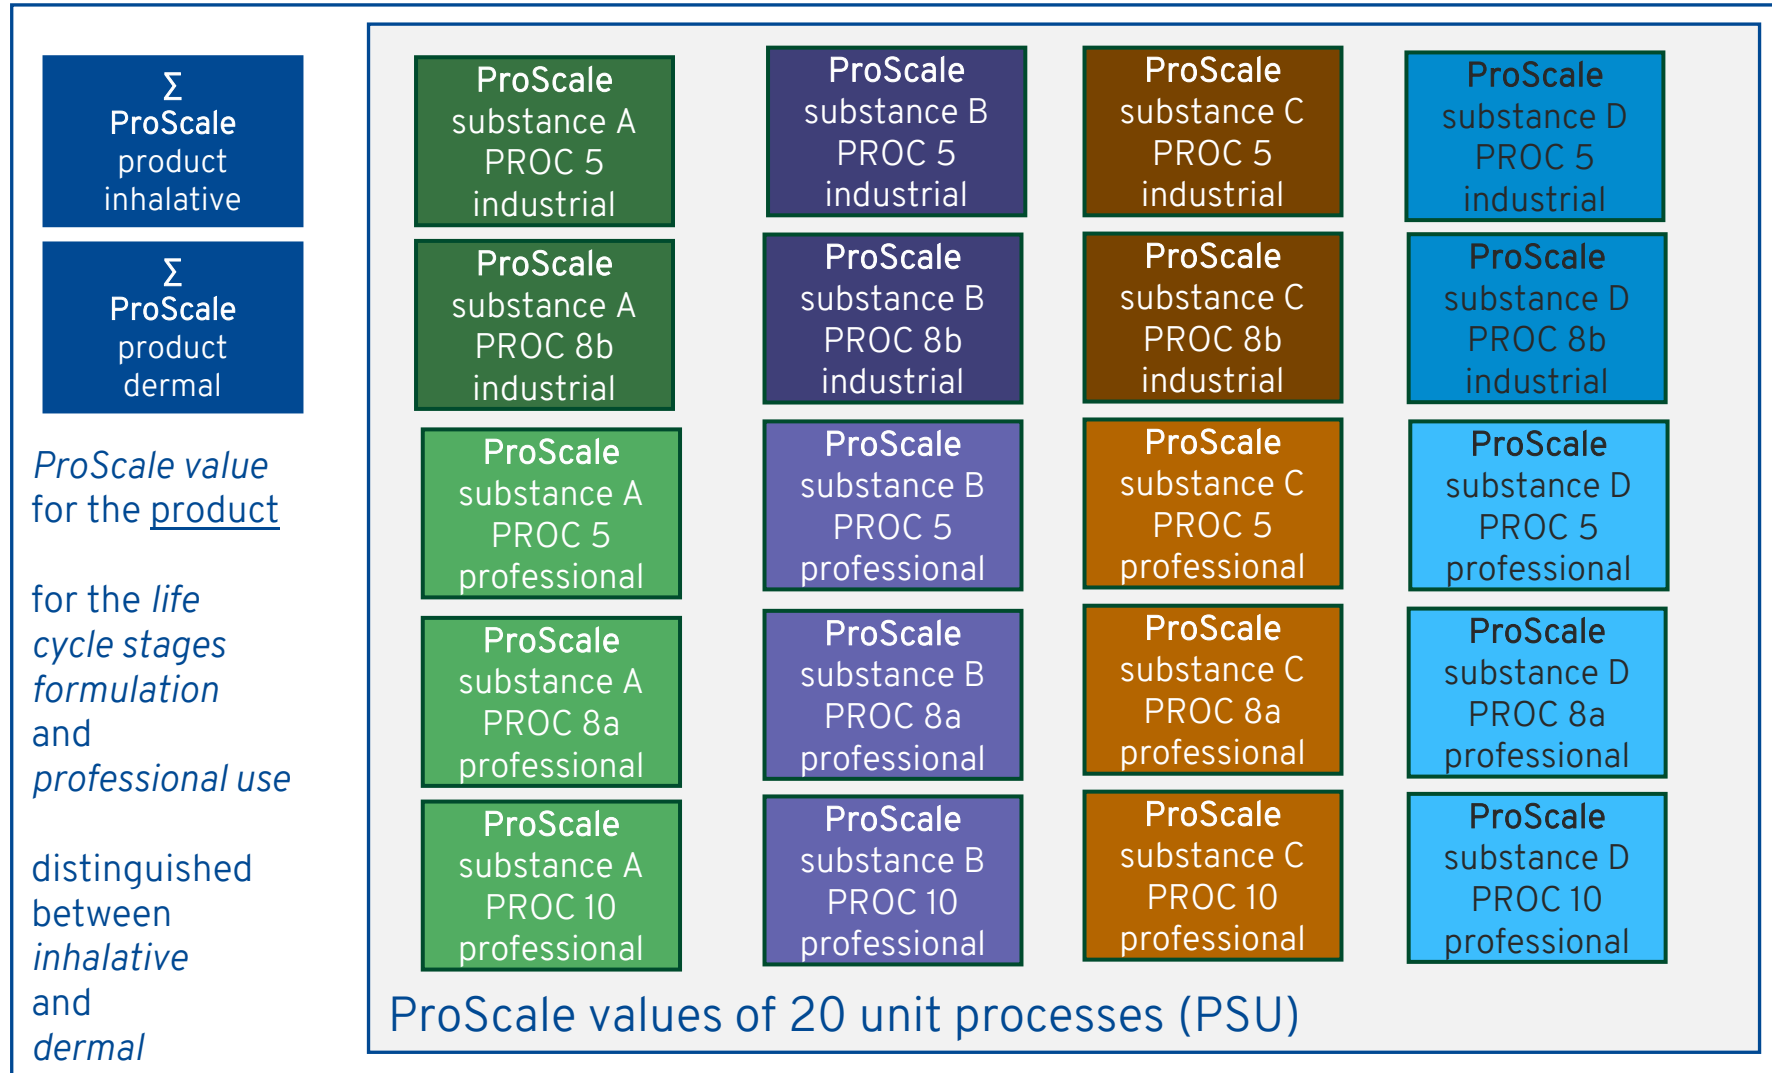 Σ
ProScale
product
inhalative
Σ
ProScale
product
dermal
ProScale value
for the product
for the life
cycle stages
formulation
and
professional use
distinguished
between
inhalative
and
dermal
ProScale
substance A
PROC 5
industrial
ProScale
substance B
PROC 5
industrial
ProScale
substance C
PROC 5
industrial
ProScale
substance D
PROC 5
industrial
ProScale
substance A
PROC 8b
industrial
ProScale
substance B
PROC 8b
industrial
ProScale
substance C
PROC 8b
industrial
ProScale
substance D
PROC 8b
industrial
ProScale
substance A
PROC 5
professional
ProScale
substance B
PROC 5
professional
ProScale
substance C
PROC 5
professional
ProScale
substance D
PROC 5
professional
ProScale
substance A
PROC 8a
professional
ProScale
substance B
PROC 8a
professional
ProScale
substance C
PROC 8a
professional
ProScale
substance D
PROC 8a
professional
ProScale
substance A
PROC 10
professional
ProScale
substance B
PROC 10
professional
ProScale
substance C
PROC 10
professional
ProScale
substance D
PROC 10
professional
ProScale values of 20 unit processes (PSU)